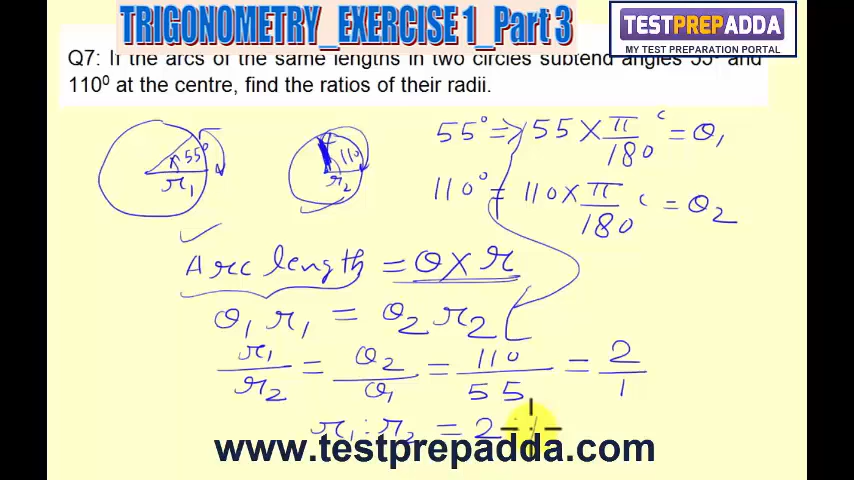 TRIGONOMETRY_EXERCISE 1_Part 3
TESTPREPADDA
MY TEST PREPARATION PORTAL
Q7: If the arcs of the same lengths in two circles subtend angles 55⁰ and
110⁰ at the centre, find the ratios of their radii.
55° r₁
110 r₂
55° => 55 × π/180 ᶜ = θ₁
110° = 110 × π/180 ᶜ = θ₂
Arc length = θ × r
θ₁ r₁ = θ₂ r₂
r₁/r₂ = θ₂/θ₁ = 110/55 = 2/1
r₁ : r₂ = 2 :
www.testprepadda.com